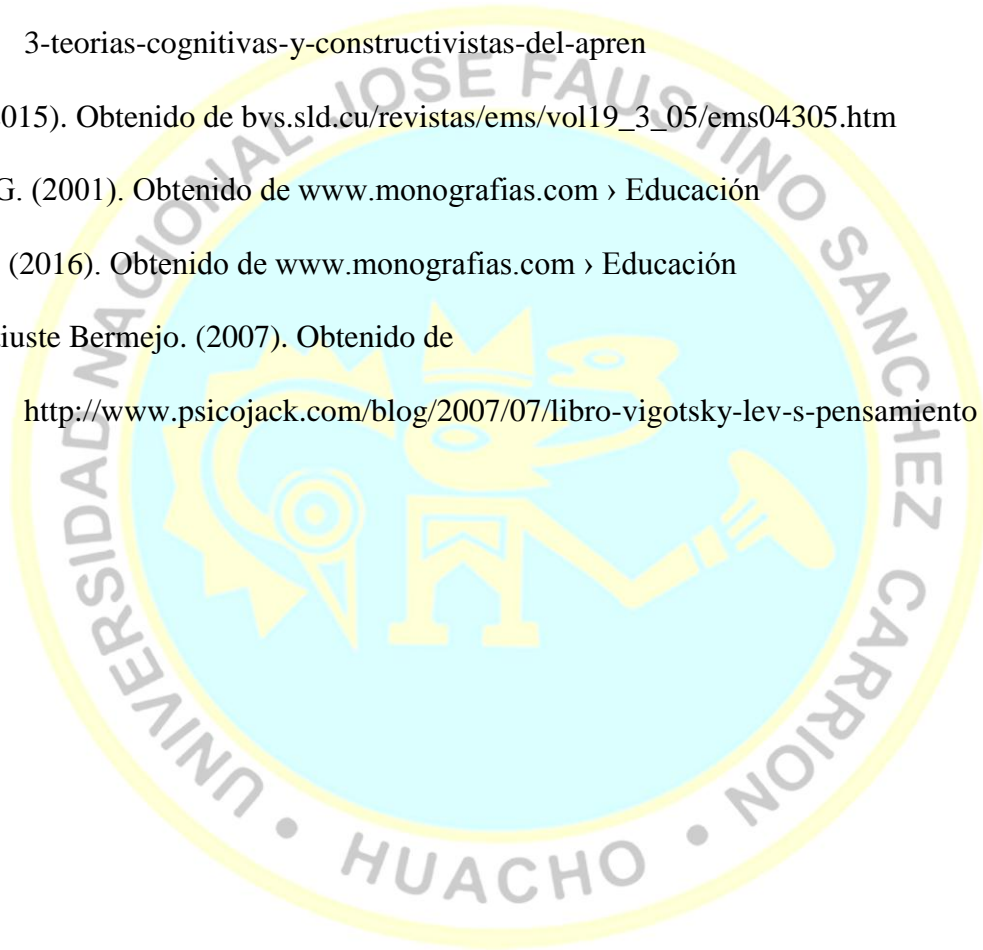 3-teorias-cognitivas-y-constructivistas-del-apren
015). Obtenido de bvs.sld.cu/revistas/ems/vol19_3_05/ems04305.htm
G. (2001). Obtenido de www.monografias.com › Educación
(2016). Obtenido de www.monografias.com › Educación
iuste Bermejo. (2007). Obtenido de
http://www.psicojack.com/blog/2007/07/libro-vigotsky-lev-s-pensamiento
UNIVERSIDAD NACIONAL JOSE FAUSTINO SANCHEZ CARRION
• HUACHO •